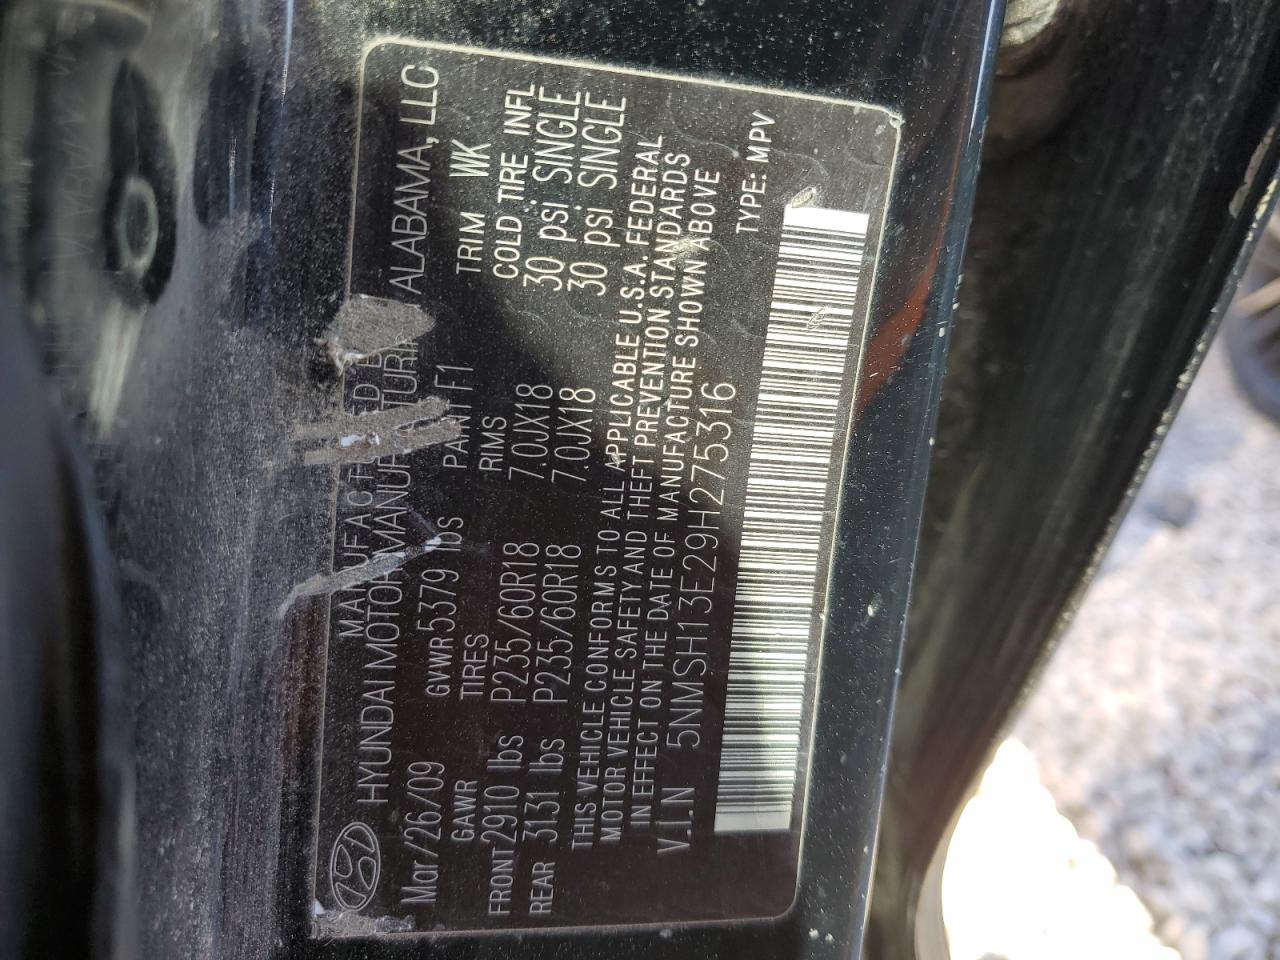 MANUFACTURED B
HYUNDAI MOTOR MANUFACTURIN ALABAMA, LLC
Mar/26/09 GWR 5379 lbs PAINT F1 TRIM WK
GAWR TIRES RIMS COLD TIRE INFL
FRONT 2910 lbs P235/60R18 7.0JX18 30 psi SINGLE
REAR 3131 lbs P235/60R18 7.0JX18 30 psi SINGLE
THIS VEHICLE CONFORMS TO ALL APPLICABLE U.S.A. FEDERAL
MOTOR VEHICLE SAFETY AND THEFT PREVENTION STANDARDS
IN EFFECT ON THE DATE OF MANUFACTURE SHOWN ABOVE
V.I.N 5NMSH13E29H275316 TYPE: MPV